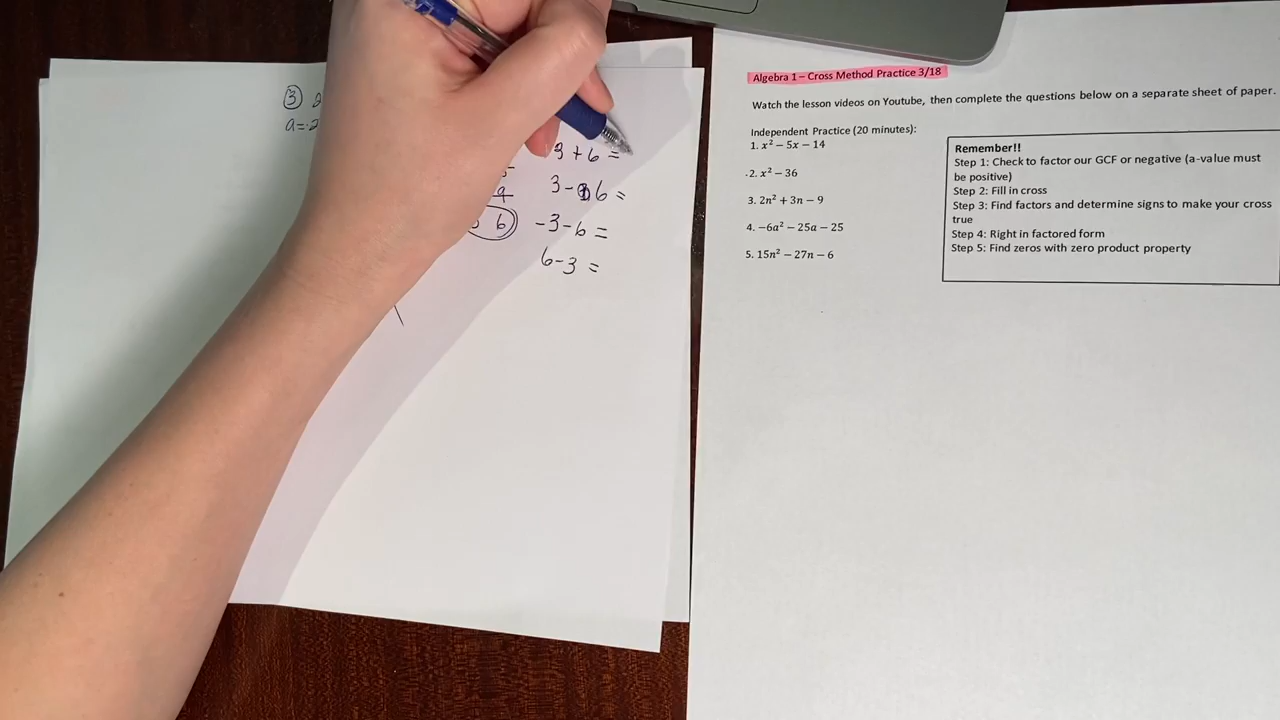 ③ 2
a=2
3 + 6 =
9
3 - 6 =
6
-3 - 6 =
6 - 3 =
Algebra 1 – Cross Method Practice 3/18
Watch the lesson videos on Youtube, then complete the questions below on a separate sheet of paper.
Independent Practice (20 minutes):
1. x² − 5x − 14
2. x² − 36
3. 2n² + 3n − 9
4. −6a² − 25a − 25
5. 15n² − 27n − 6
Remember!!
Step 1: Check to factor our GCF or negative (a-value must
be positive)
Step 2: Fill in cross
Step 3: Find factors and determine signs to make your cross
true
Step 4: Right in factored form
Step 5: Find zeros with zero product property